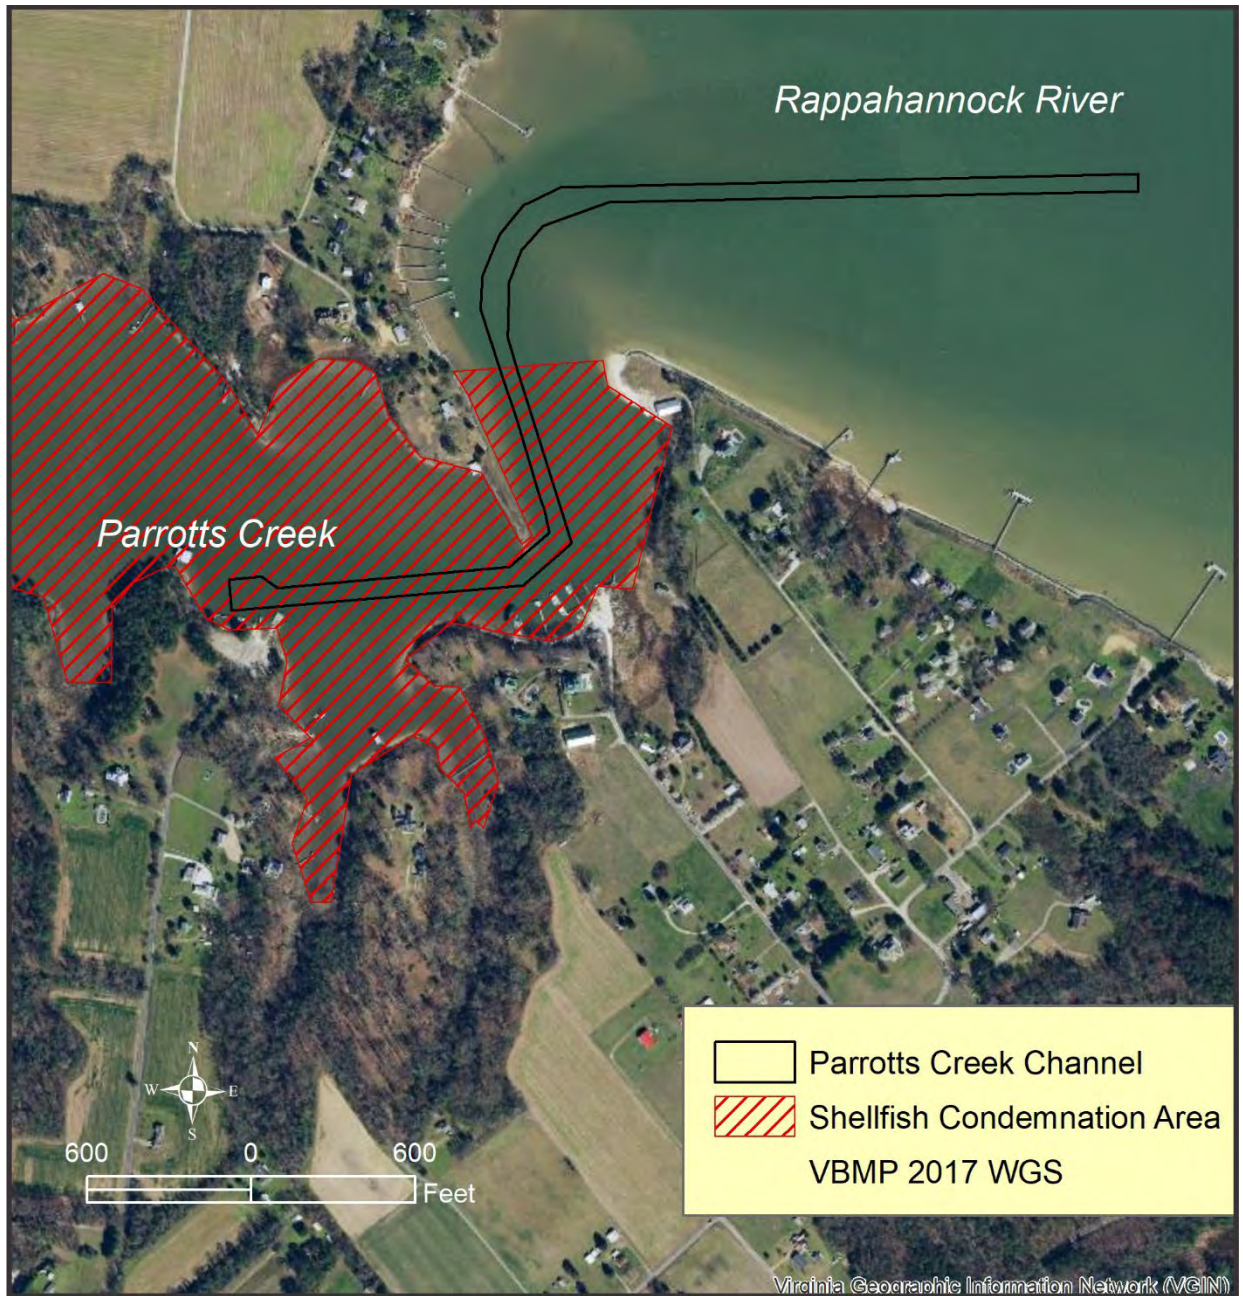 Rappahannock River
Parrotts Creek
N
W E
S
600 0 600
Feet
Parrotts Creek Channel
Shellfish Condemnation Area
VBMP 2017 WGS
Virginia Geographic Information Network (VGIN)